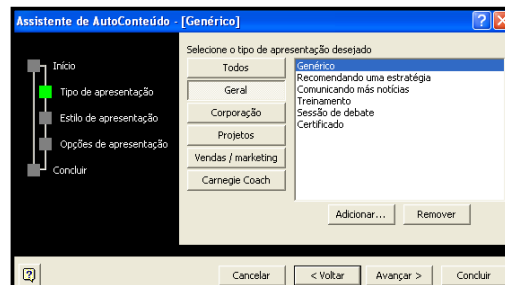 Assistente de AutoConteúdo - [Genérico]
Selecione o tipo de apresentação desejado
Início
Tipo de apresentação
Estilo de apresentação
Opções de apresentação
Concluir
Todos
Geral
Corporação
Projetos
Vendas / marketing
Carnegie Coach
Genérico
Recomendando uma estratégia
Comunicando más notícias
Treinamento
Sessão de debate
Certificado
Adicionar... Remover
Cancelar < Voltar Avançar > Concluir